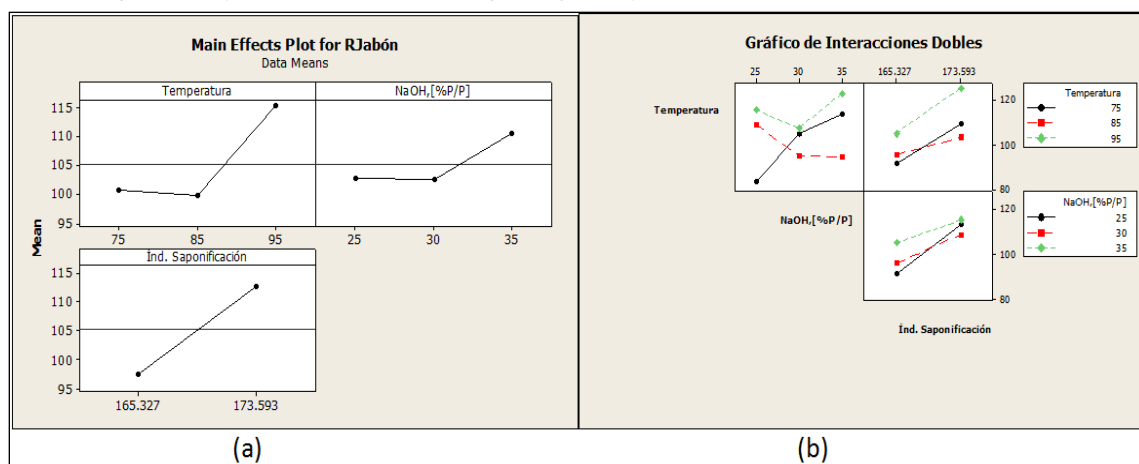 Main Effects Plot for RJabón
Data Means
Temperatura
NaOH,[%P/P]
115
110
105
100
95
75 85 95 25 30 35
Mean
Índ. Saponificación
115
110
105
100
95
165.327 173.593
(a)
Gráfico de Interacciones Dobles
25 30 35 165.327 173.593
Temperatura
120
100
80
Temperatura
75
85
95
NaOH,[%P/P]
120
100
80
NaOH,[%P/P]
25
30
35
Índ. Saponificación
(b)